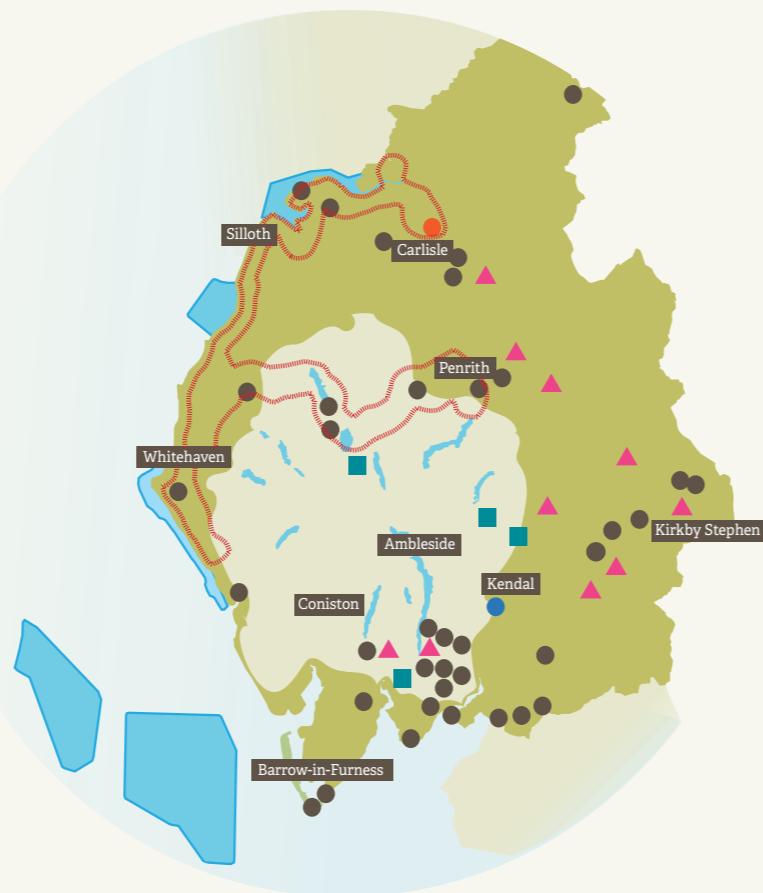 Silloth
Carlisle
Penrith
Whitehaven
Kirkby Stephen
Ambleside
Kendal
Coniston
Barrow-in-Furness